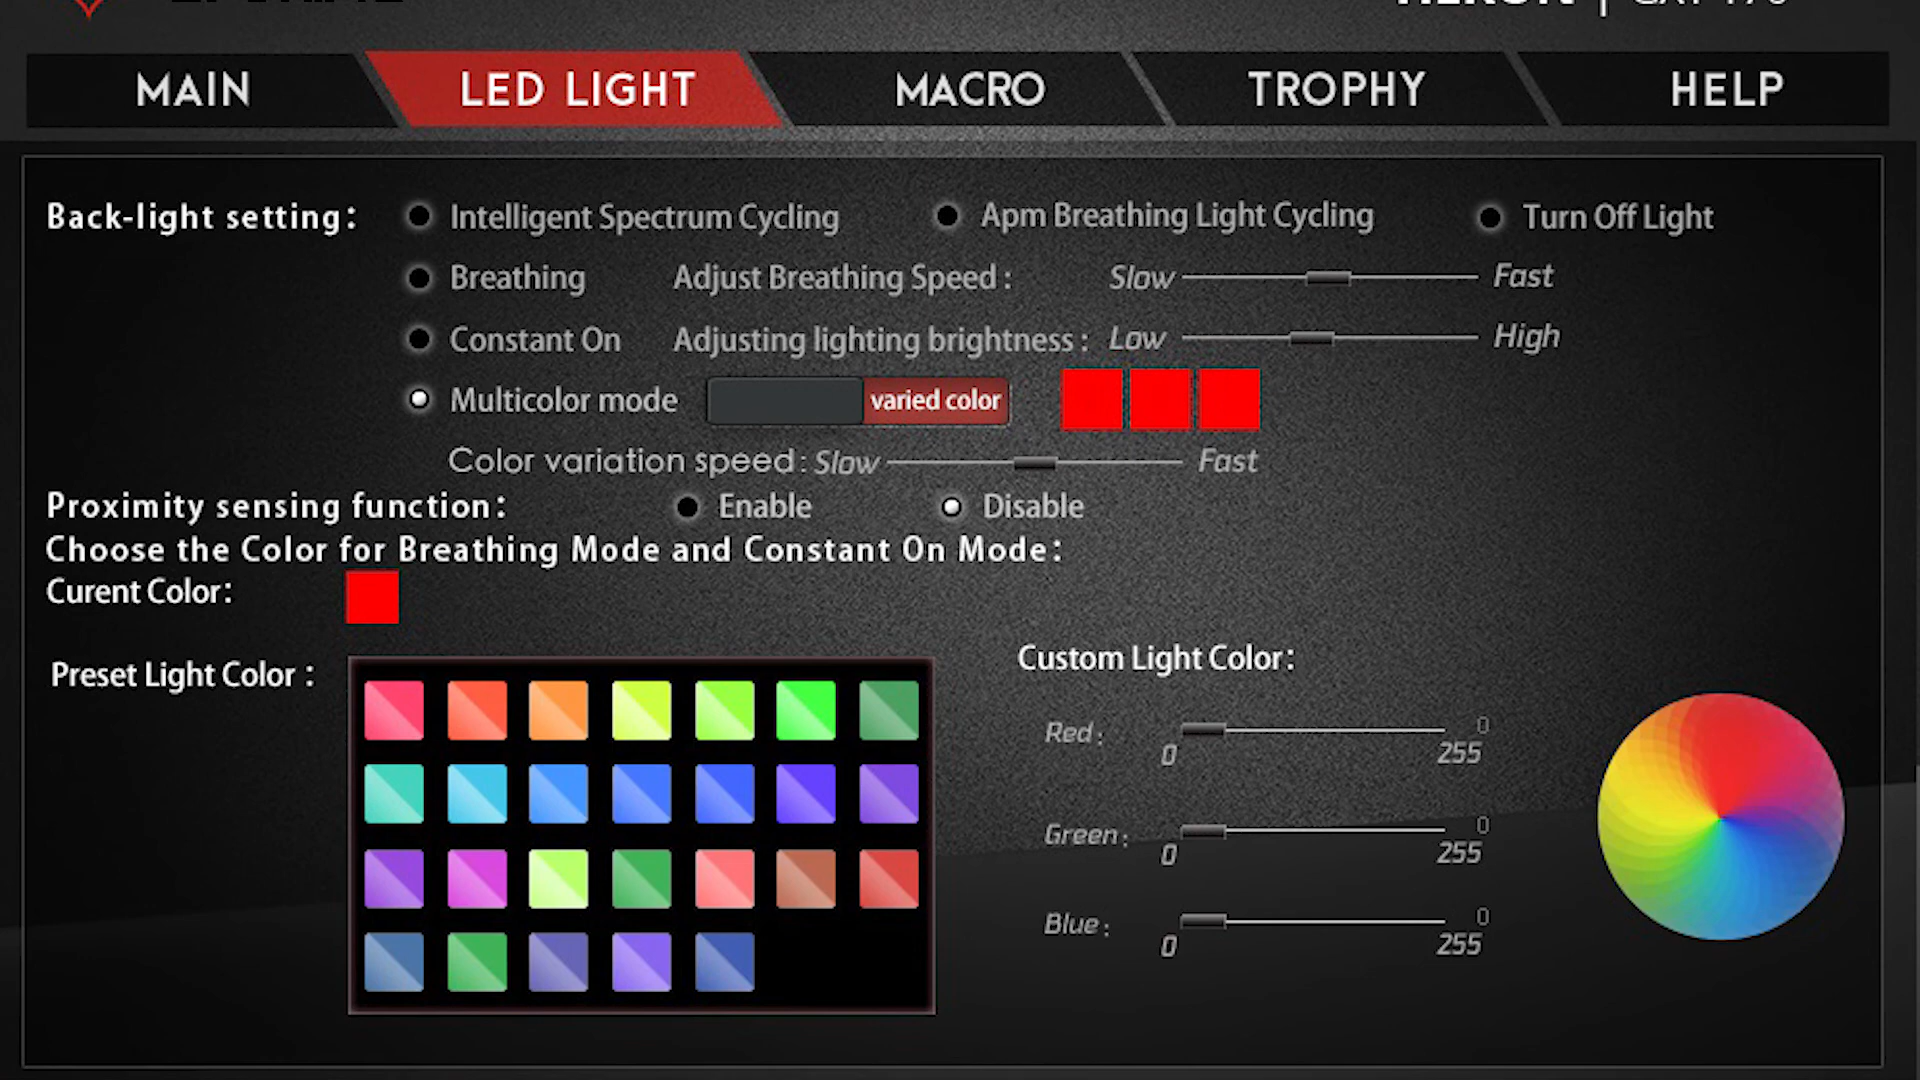 MAIN LED LIGHT MACRO TROPHY HELP
Back-light setting: Intelligent Spectrum Cycling Apm Breathing Light Cycling Turn Off Light
Breathing Adjust Breathing Speed : Slow Fast
Constant On Adjusting lighting brightness : Low High
Multicolor mode varied color
Color variation speed: Slow Fast
Proximity sensing function: Enable Disable
Choose the Color for Breathing Mode and Constant On Mode:
Curent Color:
Preset Light Color :
Custom Light Color:
Red : 0
0 255
Green : 0
0 255
Blue : 0
0 255